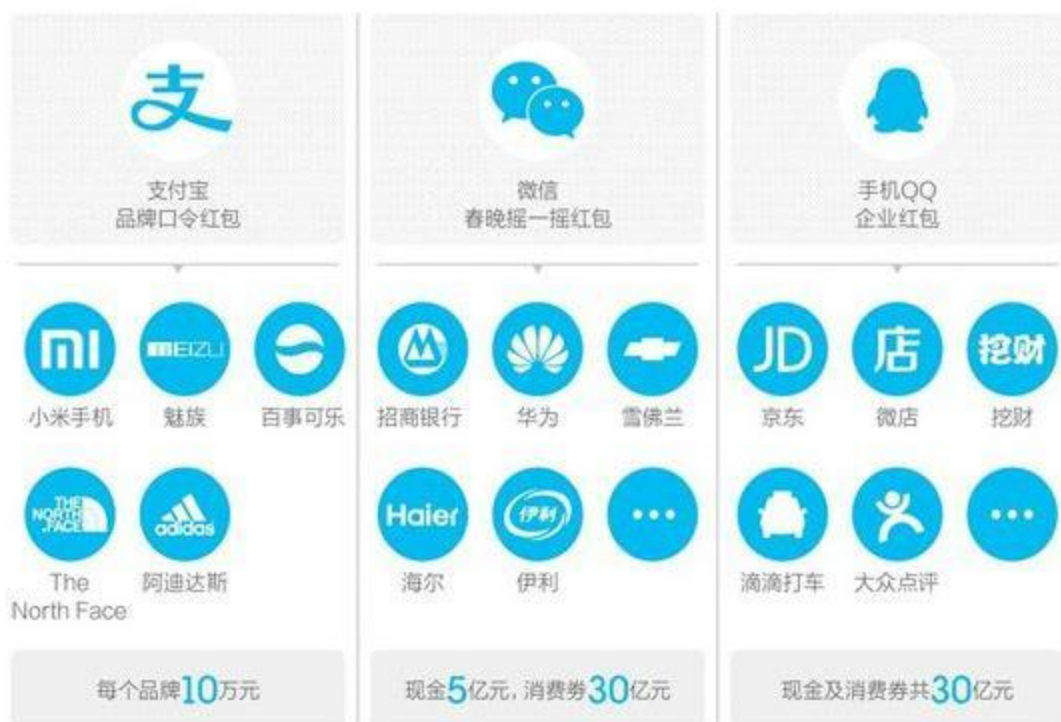 支
支付宝
品牌口令红包
微信
春晚摇一摇红包
手机QQ
企业红包
mi
MEIZU
小米手机
魅族
百事可乐
招商银行
华为
雪佛兰
JD
店
挖财
京东
微店
挖财
THE
NORTH
FACE
adidas
The
North Face
阿迪达斯
Haier
伊利
海尔
伊利
滴滴打车
大众点评
每个品牌10万元
现金5亿元, 消费券30亿元
现金及消费券共30亿元